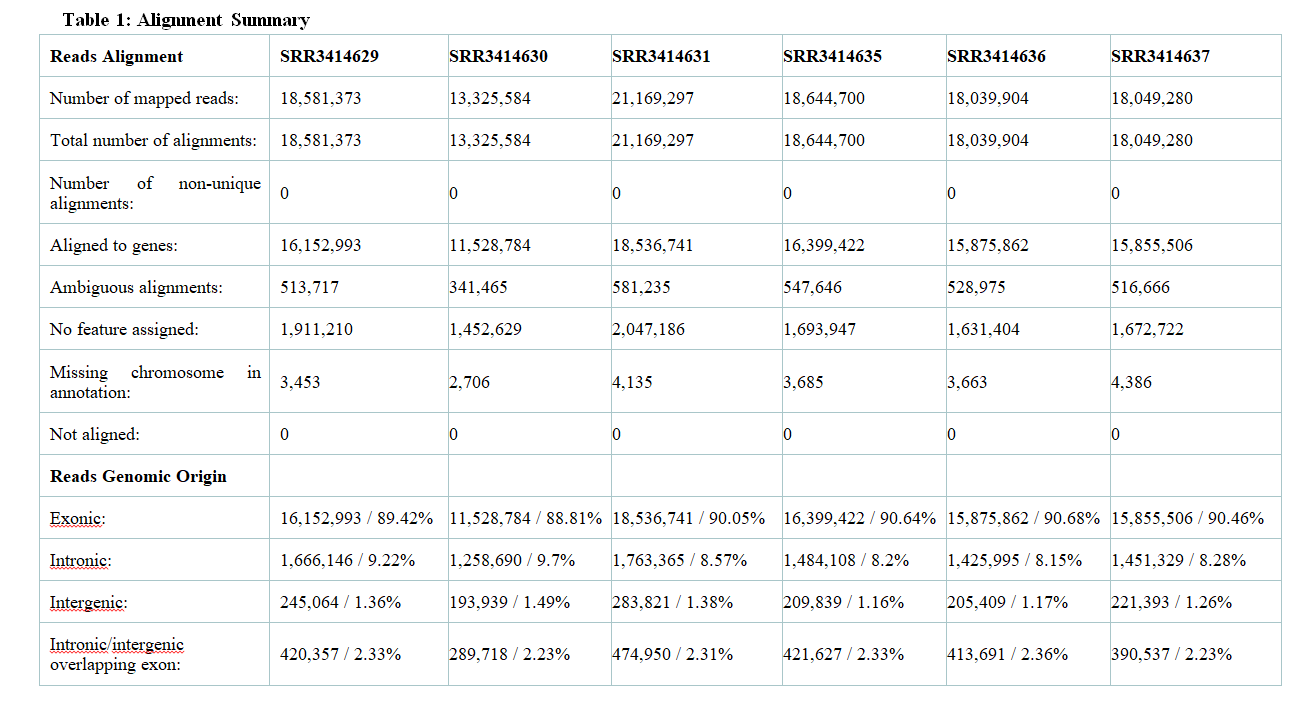 Table 1: Alignment Summary
Reads Alignment SRR3414629 SRR3414630 SRR3414631 SRR3414635 SRR3414636 SRR3414637
Number of mapped reads: 18,581,373 13,325,584 21,169,297 18,644,700 18,039,904 18,049,280
Total number of alignments: 18,581,373 13,325,584 21,169,297 18,644,700 18,039,904 18,049,280
Number of non-unique
alignments: 0 0 0 0 0 0
Aligned to genes: 16,152,993 11,528,784 18,536,741 16,399,422 15,875,862 15,855,506
Ambiguous alignments: 513,717 341,465 581,235 547,646 528,975 516,666
No feature assigned: 1,911,210 1,452,629 2,047,186 1,693,947 1,631,404 1,672,722
Missing chromosome in
annotation: 3,453 2,706 4,135 3,685 3,663 4,386
Not aligned: 0 0 0 0 0 0
Reads Genomic Origin
Exonic: 16,152,993 / 89.42% 11,528,784 / 88.81% 18,536,741 / 90.05% 16,399,422 / 90.64% 15,875,862 / 90.68% 15,855,506 / 90.46%
Intronic: 1,666,146 / 9.22% 1,258,690 / 9.7% 1,763,365 / 8.57% 1,484,108 / 8.2% 1,425,995 / 8.15% 1,451,329 / 8.28%
Intergenic: 245,064 / 1.36% 193,939 / 1.49% 283,821 / 1.38% 209,839 / 1.16% 205,409 / 1.17% 221,393 / 1.26%
Intronic/intergenic
overlapping exon: 420,357 / 2.33% 289,718 / 2.23% 474,950 / 2.31% 421,627 / 2.33% 413,691 / 2.36% 390,537 / 2.23%